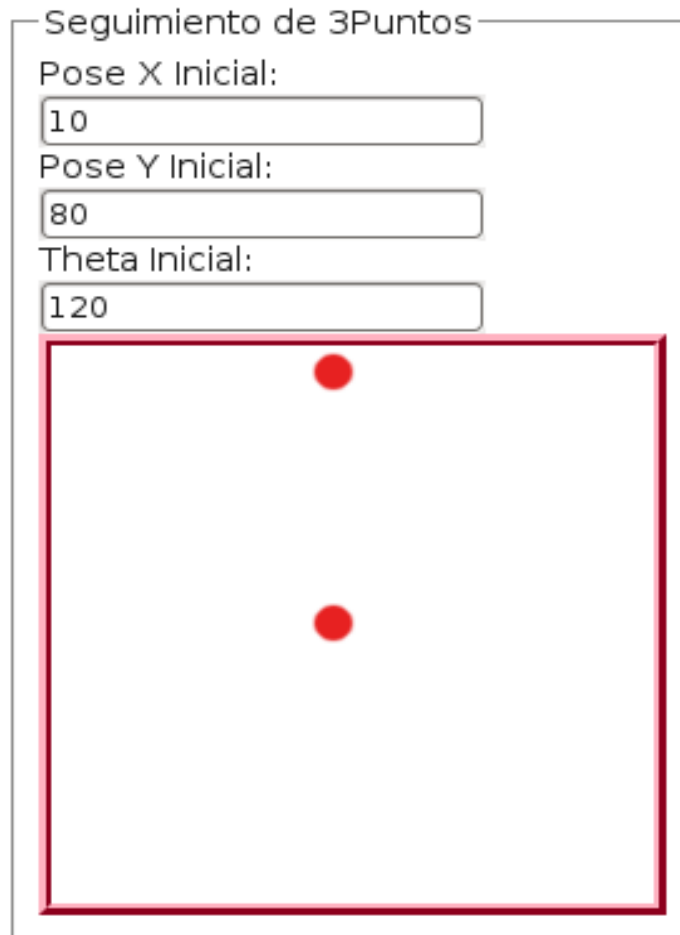 Seguimiento de 3Puntos
Pose X Inicial:
10
Pose Y Inicial:
80
Theta Inicial:
120